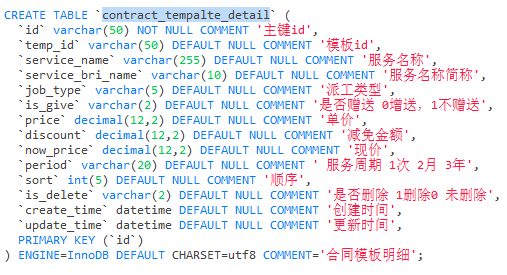 CREATE TABLE `contract_tempalte_detail` (
  `id` varchar(50) NOT NULL COMMENT '主键id',
  `temp_id` varchar(50) DEFAULT NULL COMMENT '模板id',
  `service_name` varchar(255) DEFAULT NULL COMMENT '服务名称',
  `service_bri_name` varchar(10) DEFAULT NULL COMMENT '服务名称简称',
  `job_type` varchar(5) DEFAULT NULL COMMENT '派工类型',
  `is_give` varchar(2) DEFAULT NULL COMMENT '是否赠送 0增送，1不赠送',
  `price` decimal(12,2) DEFAULT NULL COMMENT '单价',
  `discount` decimal(12,2) DEFAULT NULL COMMENT '减免金额',
  `now_price` decimal(12,2) DEFAULT NULL COMMENT '现价',
  `period` varchar(20) DEFAULT NULL COMMENT ' 服务周期 1次 2月 3年',
  `sort` int(5) DEFAULT NULL COMMENT '顺序',
  `is_delete` varchar(2) DEFAULT NULL COMMENT '是否删除 1删除0 未删除',
  `create_time` datetime DEFAULT NULL COMMENT '创建时间',
  `update_time` datetime DEFAULT NULL COMMENT '更新时间',
  PRIMARY KEY (`id`)
) ENGINE=InnoDB DEFAULT CHARSET=utf8 COMMENT='合同模板明细';